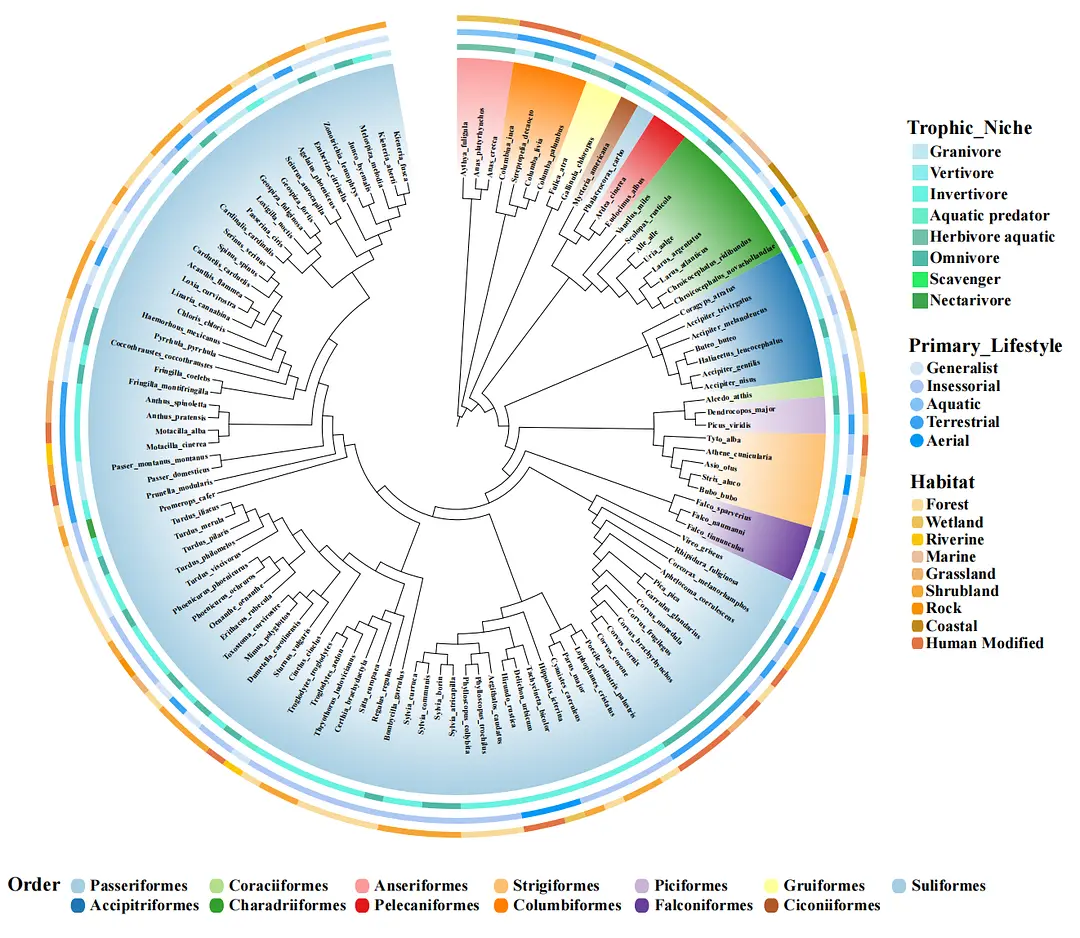 Aythya_fuligula
Anas_platyrhynchos
Anas_crecca
Columbina_inca
Streptopelia_decaocto
Columba_livia
Columba_palumbus
Fulica_atra
Gallinula_chloropus
Mycteria_americana
Phalacrocorax_carbo
Ardea_cinerea
Eudocimus_albus
Vanellus_miles
Scolopax_rusticola
Alle_alle
Uria_aalge
Larus_argentatus
Larus_atlanticus
Chroicocephalus_ridibundus
Chroicocephalus_novaehollandiae
Coragyps_atratus
Accipiter_trivirgatus
Accipiter_melanoleucus
Buteo_buteo
Haliaeetus_leucocephalus
Accipiter_gentilis
Accipiter_nisus
Alcedo_atthis
Dendrocopos_major
Picus_viridis
Tyto_alba
Athene_cunicularia
Asio_otus
Strix_aluco
Bubo_bubo
Falco_sparverius
Falco_naumanni
Falco_tinnunculus
Vireo_griseus
Rhipidura_fuliginosa
Corcorax_melanorhamphos
Aphelocoma_coerulescens
Pica_pica
Garrulus_glandarius
Corvus_monedula
Corvus_frugilegus
Corvus_brachyrhynchos
Corvus_cornix
Corvus_corone
Poecile_palustris_palustris
Lophophanes_cristatus
Parus_major
Cyanistes_caeruleus
Hippolais_icterina
Tachycineta_bicolor
Delichon_urbicum
Hirundo_rustica
Aegithalos_caudatus
Phylloscopus_trochilus
Phylloscopus_collybita
Sylvia_atricapilla
Sylvia_borin
Sylvia_communis
Sylvia_curruca
Bombycilla_garrulus
Regulus_regulus
Sitta_europaea
Certhia_brachydactyla
Thryothorus_ludovicianus
Troglodytes_aedon
Troglodytes_troglodytes
Cinclus_cinclus
Sturnus_vulgaris
Dumetella_carolinensis
Mimus_polyglottos
Toxostoma_curvirostre
Erithacus_rubecula
Oenanthe_oenanthe
Phoenicurus_ochruros
Phoenicurus_phoenicurus
Turdus_viscivorus
Turdus_philomelos
Turdus_pilaris
Turdus_merula
Turdus_iliacus
Promerops_cafer
Prunella_modularis
Passer_domesticus
Passer_montanus_montanus
Motacilla_cinerea
Motacilla_alba
Anthus_pratensis
Anthus_spinoletta
Fringilla_montifringilla
Fringilla_coelebs
Coccothraustes_coccothraustes
Pyrrhula_pyrrhula
Haemorhous_mexicanus
Chloris_chloris
Linaria_cannabina
Loxia_curvirostra
Acanthis_flammea
Carduelis_carduelis
Spinus_spinus
Serinus_serinus
Cardinalis_cardinalis
Passerina_ciris
Loxigilla_noctis
Geospiza_fuliginosa
Geospiza_fortis
Seiurus_aurocapilla
Agelaius_phoeniceus
Emberiza_citrinella
Zonotrichia_leucophrys
Junco_hyemalis
Melospiza_melodia
Kieneria_aberti
Kieneria_fusca
Trophic_Niche
Granivore
Vertivore
Invertivore
Aquatic predator
Herbivore aquatic
Omnivore
Scavenger
Nectarivore
Primary_Lifestyle
Generalist
Insessorial
Aquatic
Terrestrial
Aerial
Habitat
Forest
Wetland
Riverine
Marine
Grassland
Shrubland
Rock
Coastal
Human Modified
Order Passeriformes Coraciiformes Anseriformes Strigiformes Piciformes Gruiformes Suliformes
Accipitriformes Charadriiformes Pelecaniformes Columbiformes Falconiformes Ciconiiformes